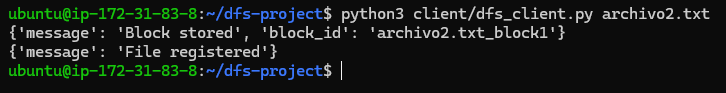 ubuntu@ip-172-31-83-8:~/dfs-project$ python3 client/dfs_client.py archivo2.txt
{'message': 'Block stored', 'block_id': 'archivo2.txt_block1'}
{'message': 'File registered'}
ubuntu@ip-172-31-83-8:~/dfs-project$